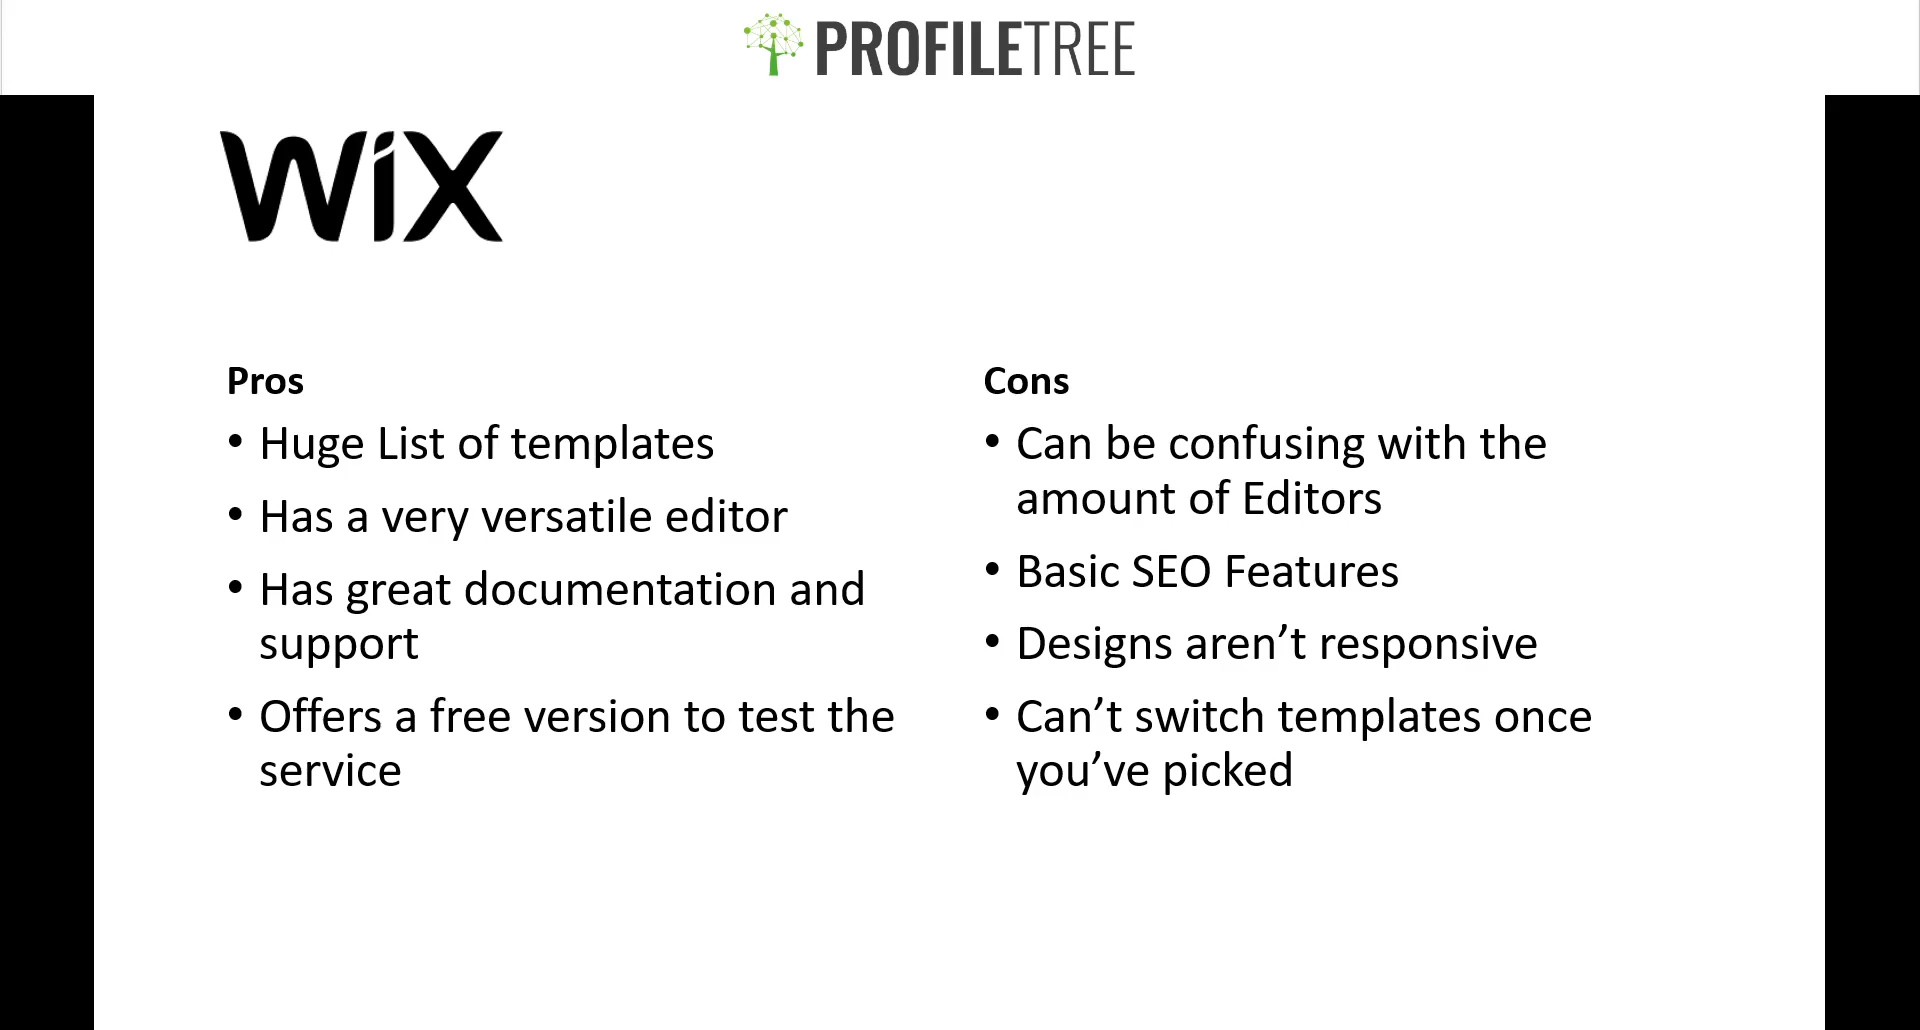 PROFILETREE
WiX
Pros
• Huge List of templates
• Has a very versatile editor
• Has great documentation and
support
• Offers a free version to test the
service
Cons
• Can be confusing with the
amount of Editors
• Basic SEO Features
• Designs aren’t responsive
• Can’t switch templates once
you’ve picked